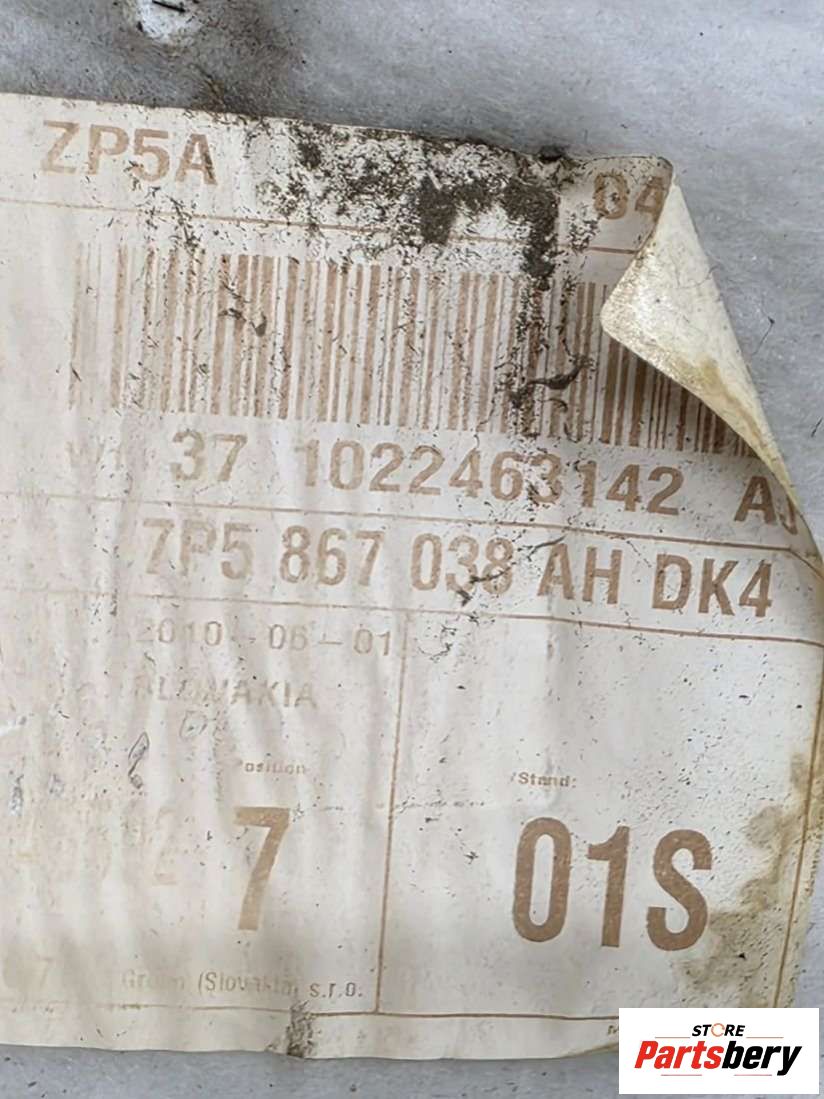 ZP5A 04
37 1022463142 AJ
7P5 867 038 AH DK4
2010-06-01
SLOVAKIA
Position
/Stand:
7
01S
(Slovakia) s.r.o.
STORE
Partsbery